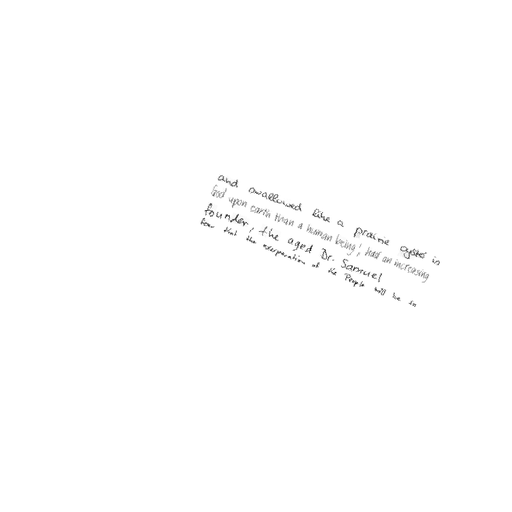 and swallowed like a prairie oyster in
God upon earth than a human being', had an increasing
founder, the aged Dr. Samuel
fear that the exasperation of the People will be in